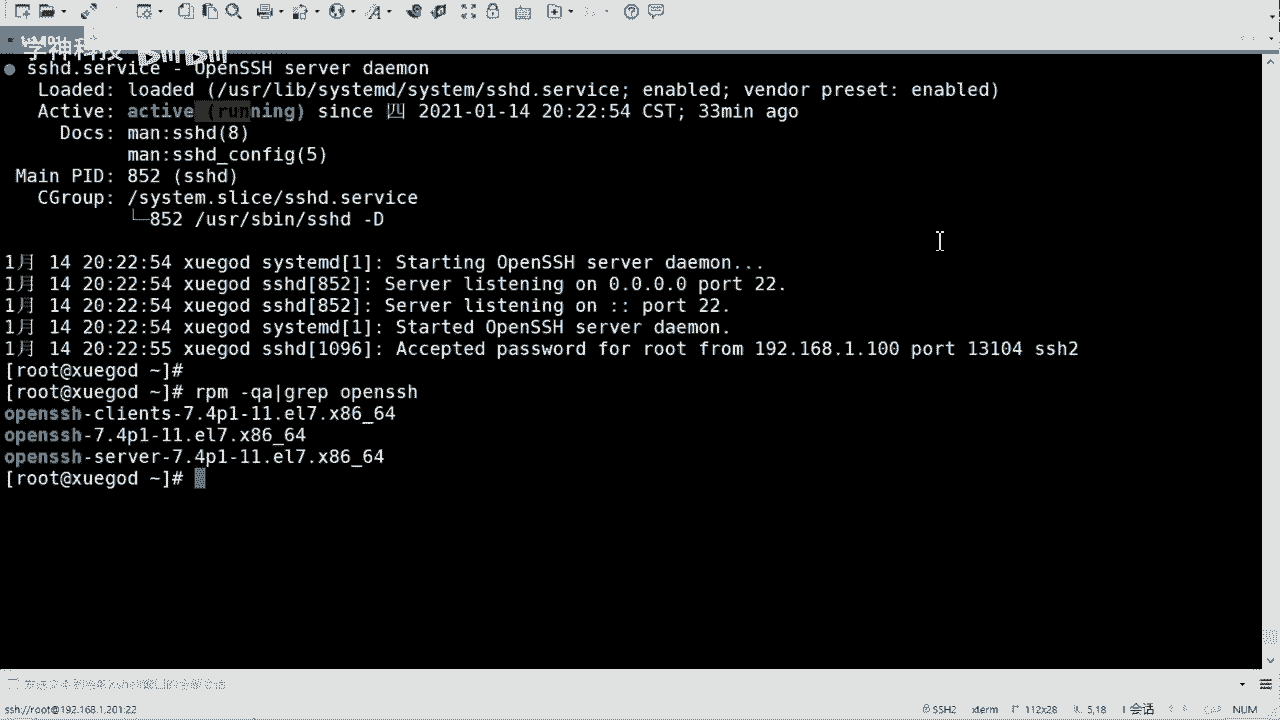 学神科技 bilibili
● sshd.service - OpenSSH server daemon
Loaded: loaded (/usr/lib/systemd/system/sshd.service; enabled; vendor preset: enabled)
Active: active (running) since 四 2021-01-14 20:22:54 CST; 33min ago
Docs: man:sshd(8)
man:sshd_config(5)
Main PID: 852 (sshd)
CGroup: /system.slice/sshd.service
└─852 /usr/sbin/sshd -D
1月 14 20:22:54 xuegod systemd[1]: Starting OpenSSH server daemon...
1月 14 20:22:54 xuegod sshd[852]: Server listening on 0.0.0.0 port 22.
1月 14 20:22:54 xuegod sshd[852]: Server listening on :: port 22.
1月 14 20:22:54 xuegod systemd[1]: Started OpenSSH server daemon.
1月 14 20:22:55 xuegod sshd[1096]: Accepted password for root from 192.168.1.100 port 13104 ssh2
[root@xuegod ~]#
[root@xuegod ~]# rpm -qa|grep openssh
openssh-clients-7.4p1-11.el7.x86_64
openssh-7.4p1-11.el7.x86_64
openssh-server-7.4p1-11.el7.x86_64
[root@xuegod ~]#
ssh://root@192.168.1.201:22 SSH2 xterm 112x28 5,18 1 会话 NUM